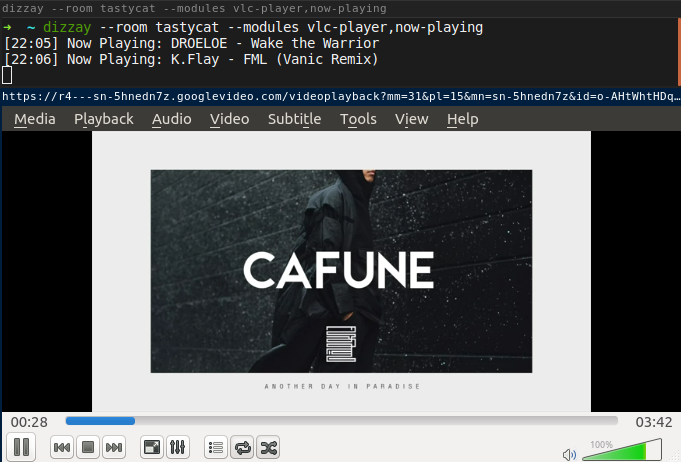 dizzay --room tastycat --modules vlc-player,now-playing
➜ ~ dizzay --room tastycat --modules vlc-player,now-playing
[22:05] Now Playing: DROELOE - Wake the Warrior
[22:06] Now Playing: K.Flay - FML (Vanic Remix)
https://r4---sn-5hnedn7z.googlevideo.com/videoplayback?mm=31&pl=15&mn=sn-5hnedn7z&id=o-AHtWhtHDq…
Media Playback Audio Video Subtitle Tools View Help
CAFUNE
ANOTHER DAY IN PARADISE
00:28 03:42
100%